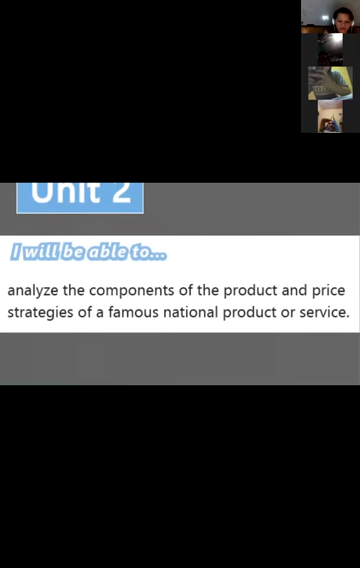 Unit 2
I will be able to...
analyze the components of the product and price
strategies of a famous national product or service.